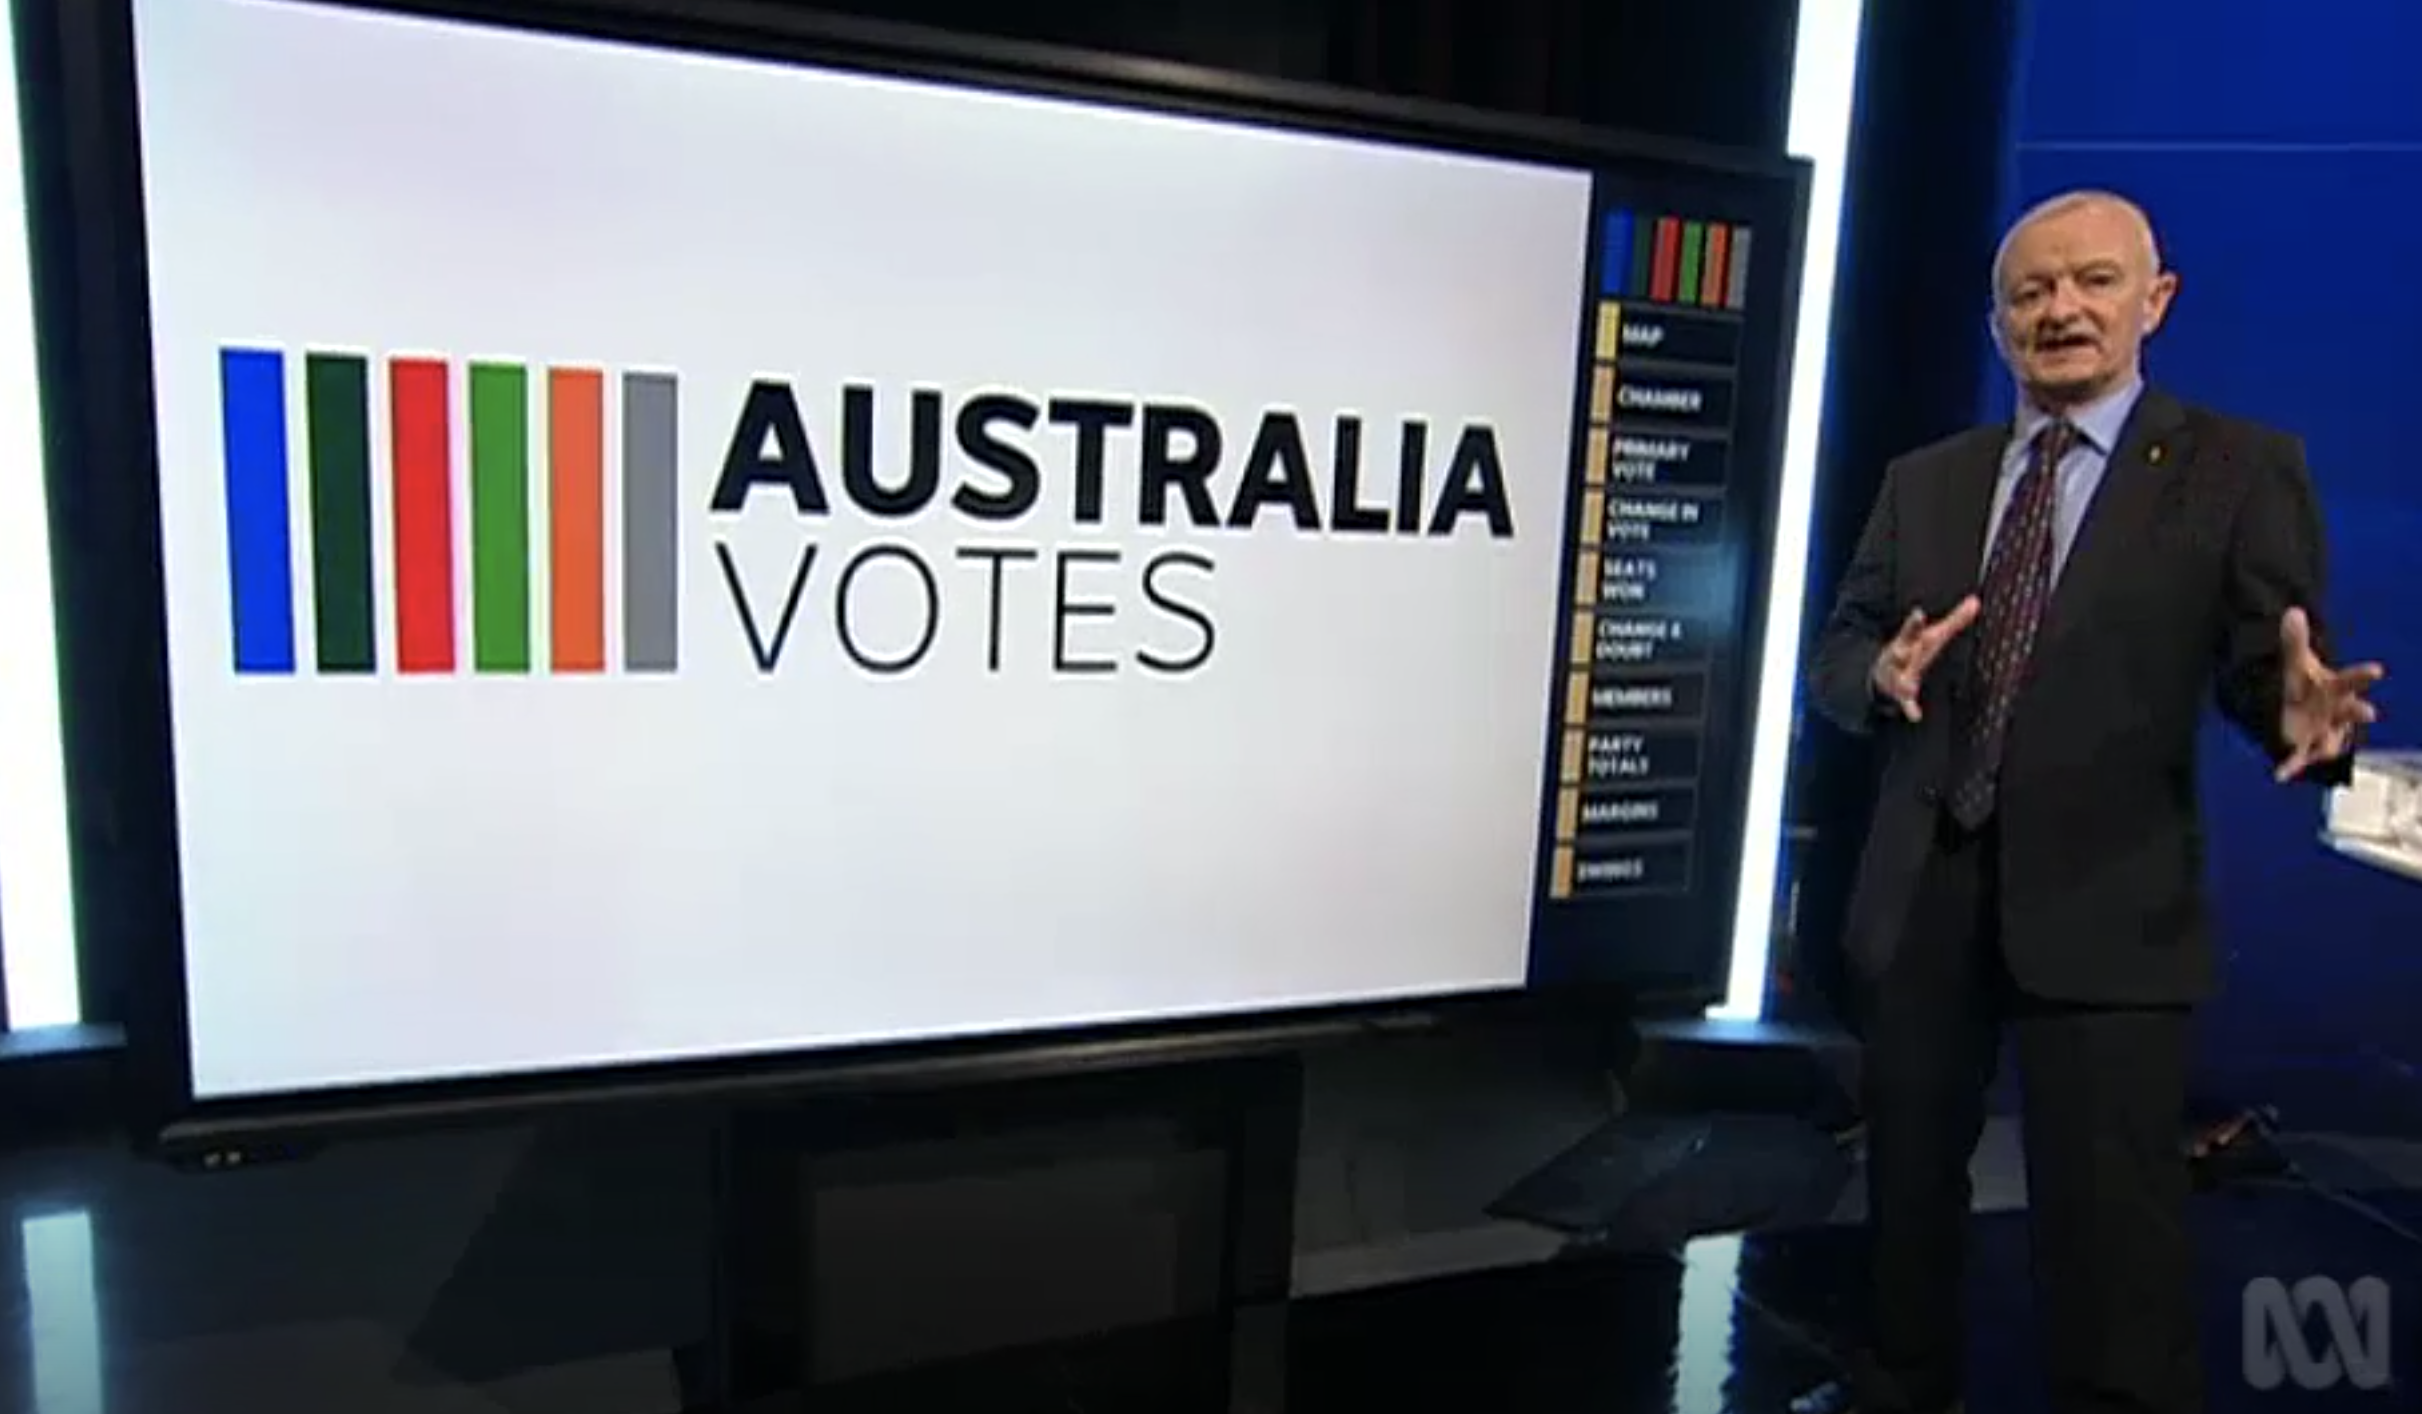 AUSTRALIA
VOTES
MAP
CHAMBER
PRIMARY
VOTE
CHANGE IN
VOTE
SEATS
WON
CHANGE &
DOUBT
MEMBERS
PARTY
TOTALS
MARGINS
SWINGS